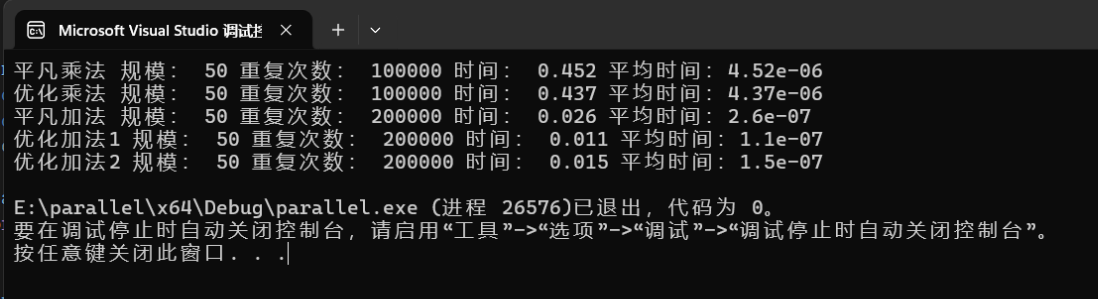 Microsoft Visual Studio 调试控
平凡乘法 规模： 50 重复次数： 100000 时间： 0.452 平均时间：4.52e-06
优化乘法 规模： 50 重复次数： 100000 时间： 0.437 平均时间：4.37e-06
平凡加法 规模： 50 重复次数： 200000 时间： 0.026 平均时间：2.6e-07
优化加法1 规模： 50 重复次数： 200000 时间： 0.011 平均时间：1.1e-07
优化加法2 规模： 50 重复次数： 200000 时间： 0.015 平均时间：1.5e-07
E:\parallel\x64\Debug\parallel.exe (进程 26576)已退出，代码为 0。
要在调试停止时自动关闭控制台，请启用“工具”->“选项”->“调试”->“调试停止时自动关闭控制台”。
按任意键关闭此窗口. . .